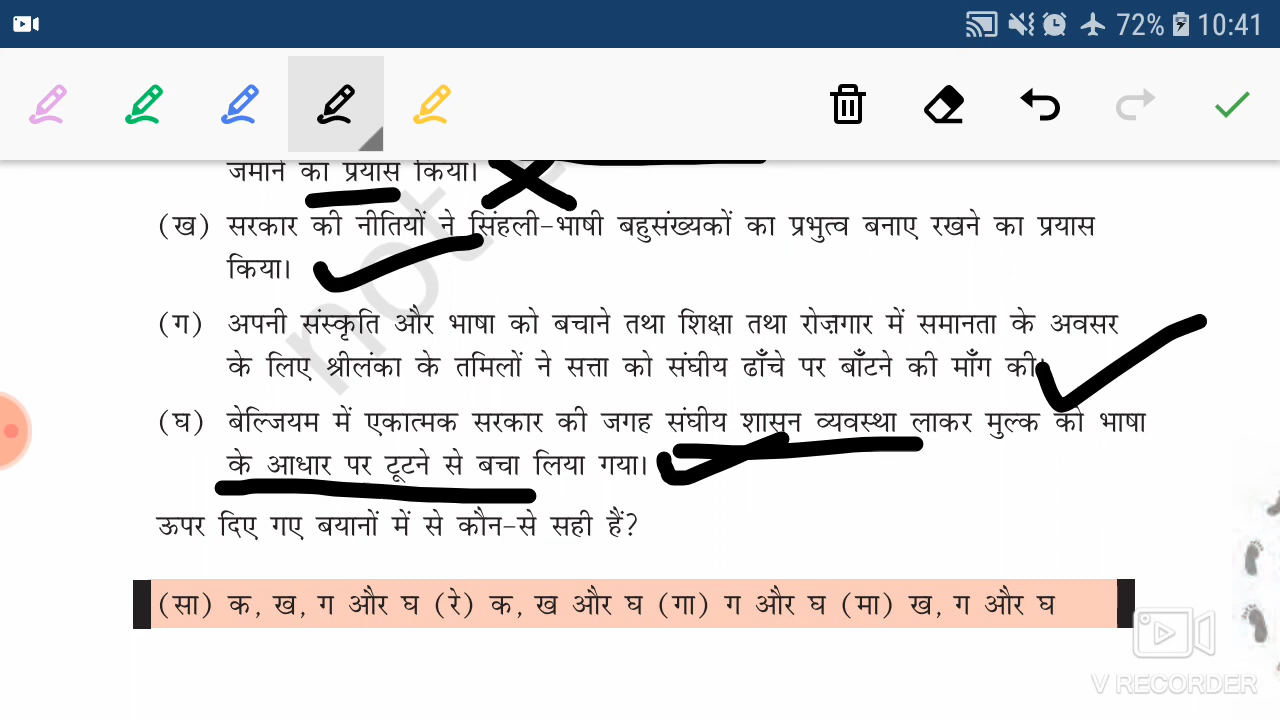 72% 10:41
जमाने का प्रयास किया।
(ख) सरकार की नीतियों ने सिंहली-भाषी बहुसंख्यकों का प्रभुत्व बनाए रखने का प्रयास
किया।
(ग) अपनी संस्कृति और भाषा को बचाने तथा शिक्षा तथा रोज़गार में समानता के अवसर
के लिए श्रीलंका के तमिलों ने सत्ता को संघीय ढाँचे पर बाँटने की माँग की।
(घ) बेल्जियम में एकात्मक सरकार की जगह संघीय शासन व्यवस्था लाकर मुल्क को भाषा
के आधार पर टूटने से बचा लिया गया।
ऊपर दिए गए बयानों में से कौन-से सही हैं?
(सा) क, ख, ग और घ (रे) क, ख और घ (गा) ग और घ (मा) ख, ग और घ
not
V RECORDER